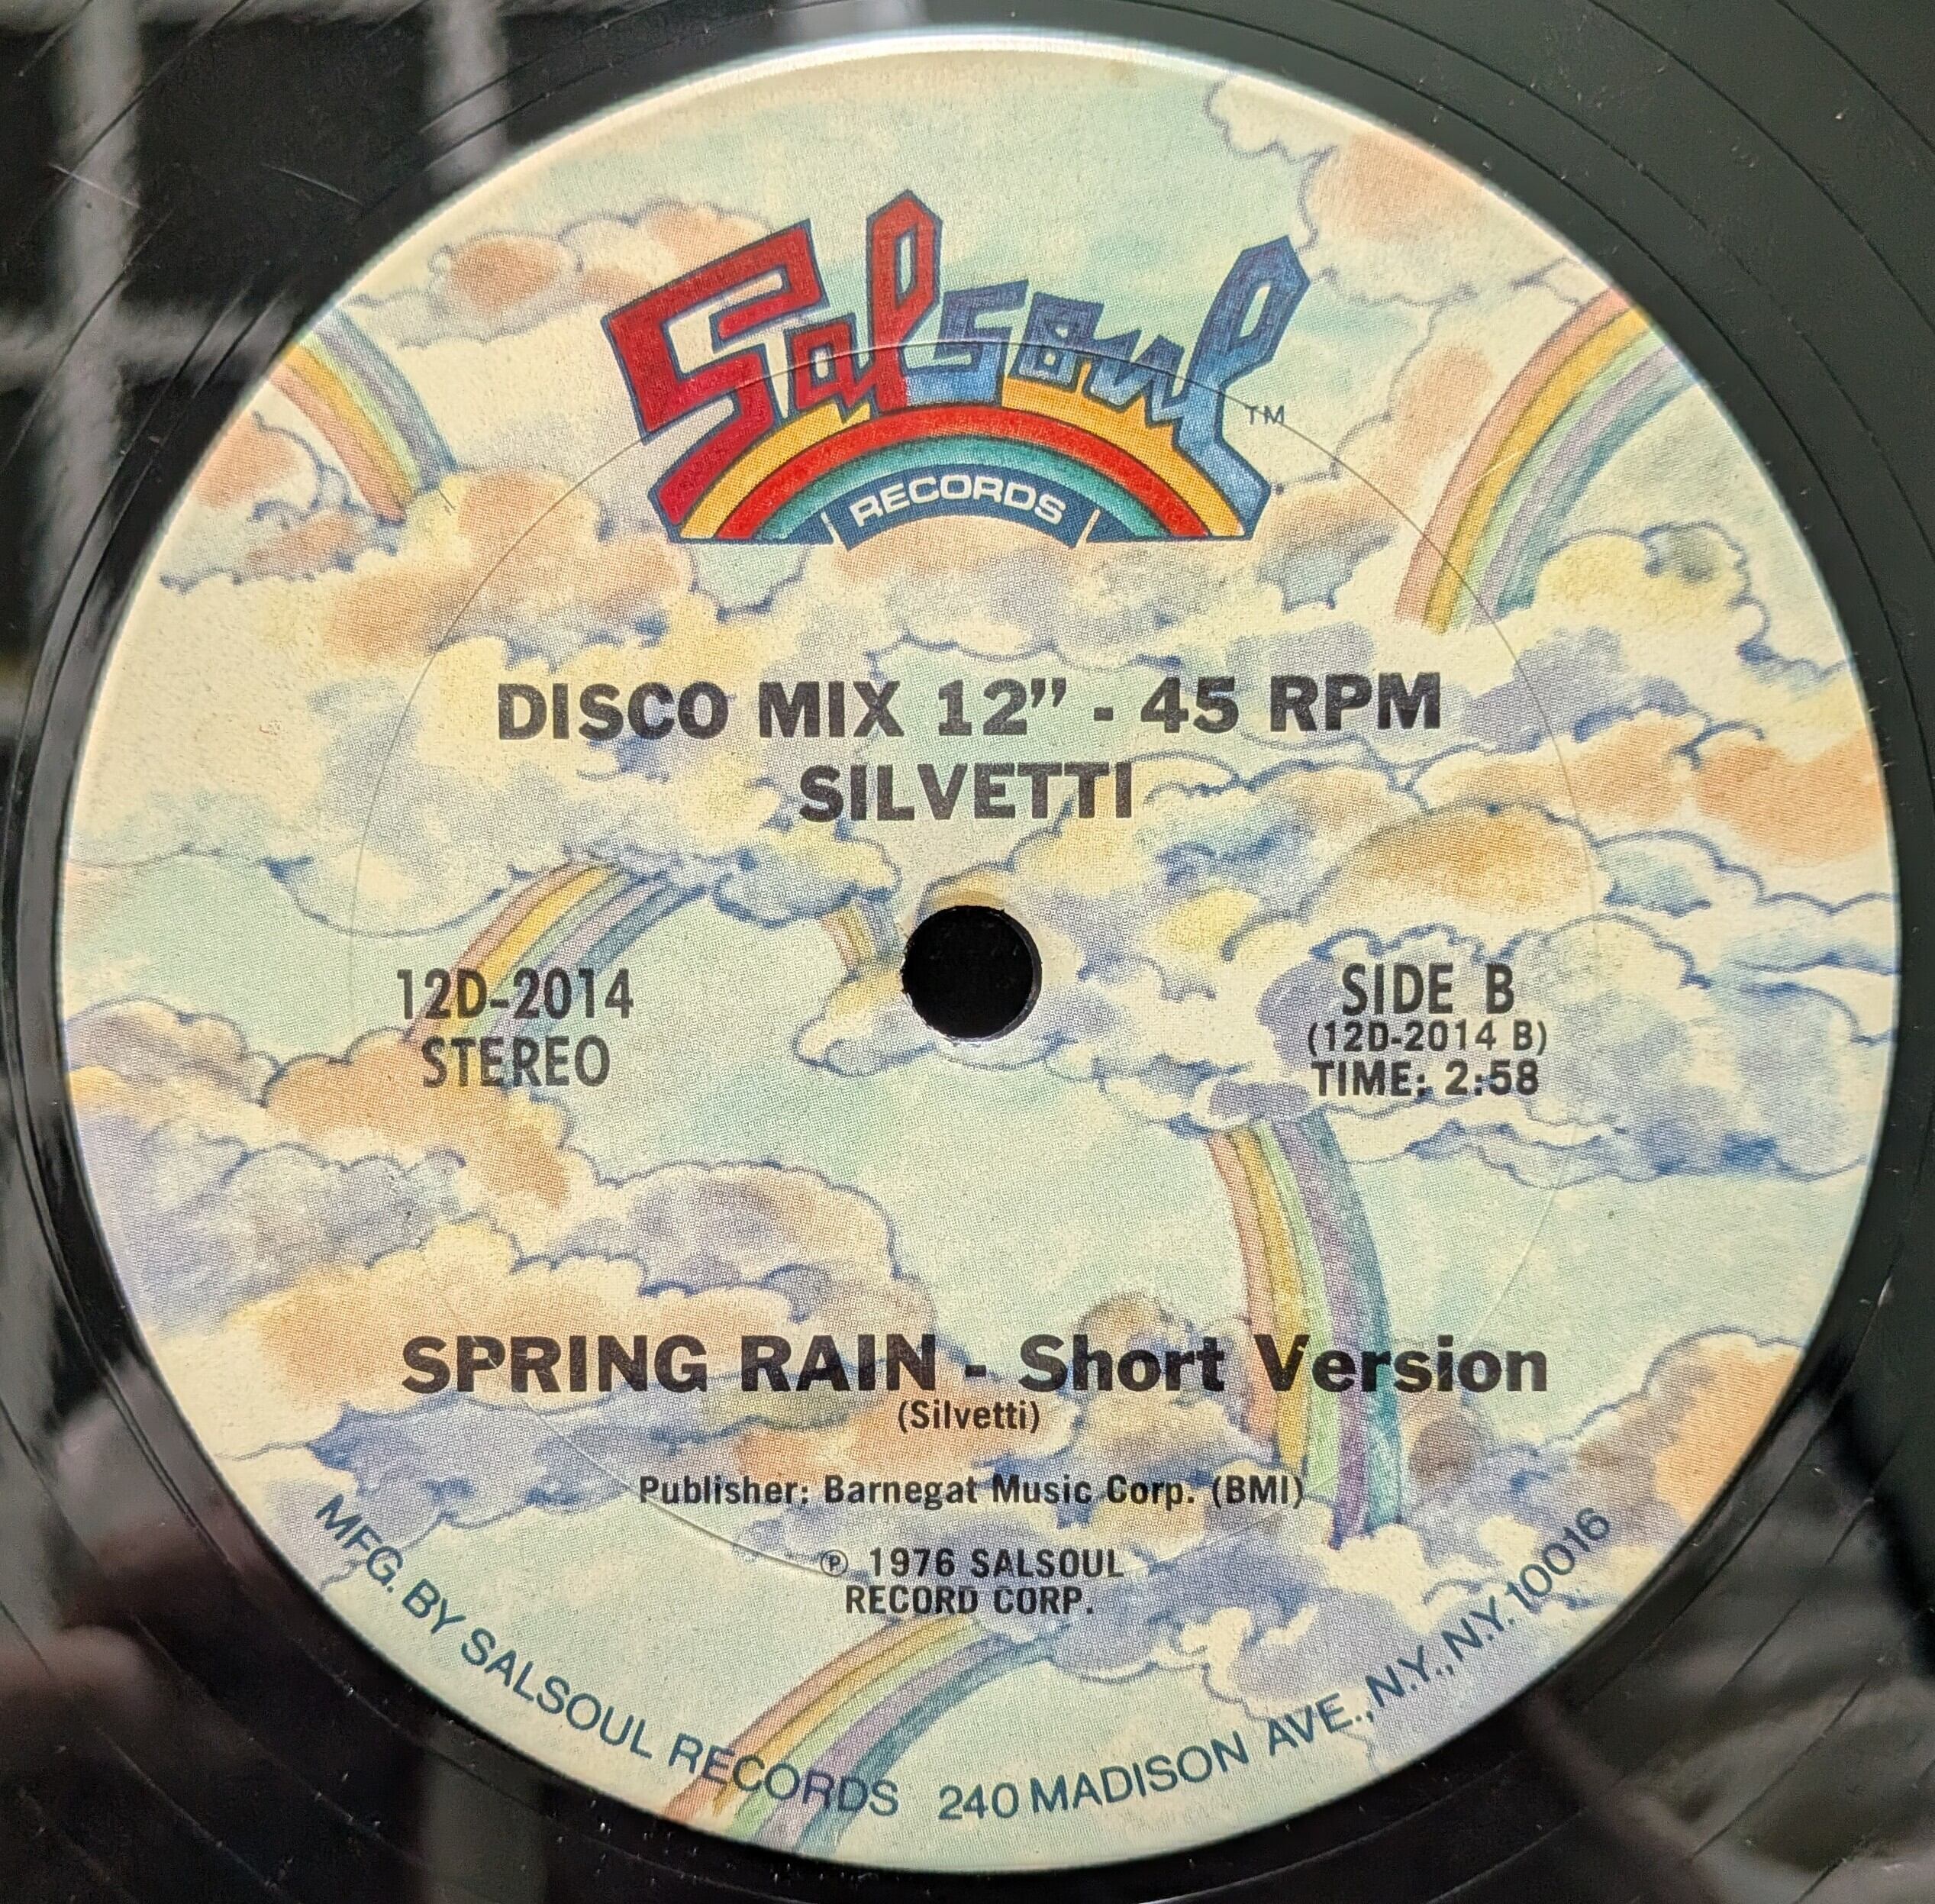 Salsoul TM
RECORDS
DISCO MIX 12” - 45 RPM
SILVETTI
12D-2014
STEREO
SIDE B
(12D-2014 B)
TIME: 2:58
SPRING RAIN - Short Version
(Silvetti)
Publisher: Barnegat Music Corp. (BMI)
℗ 1976 SALSOUL
RECORD CORP.
MFG. BY SALSOUL RECORDS 240 MADISON AVE., N.Y., N.Y. 10016